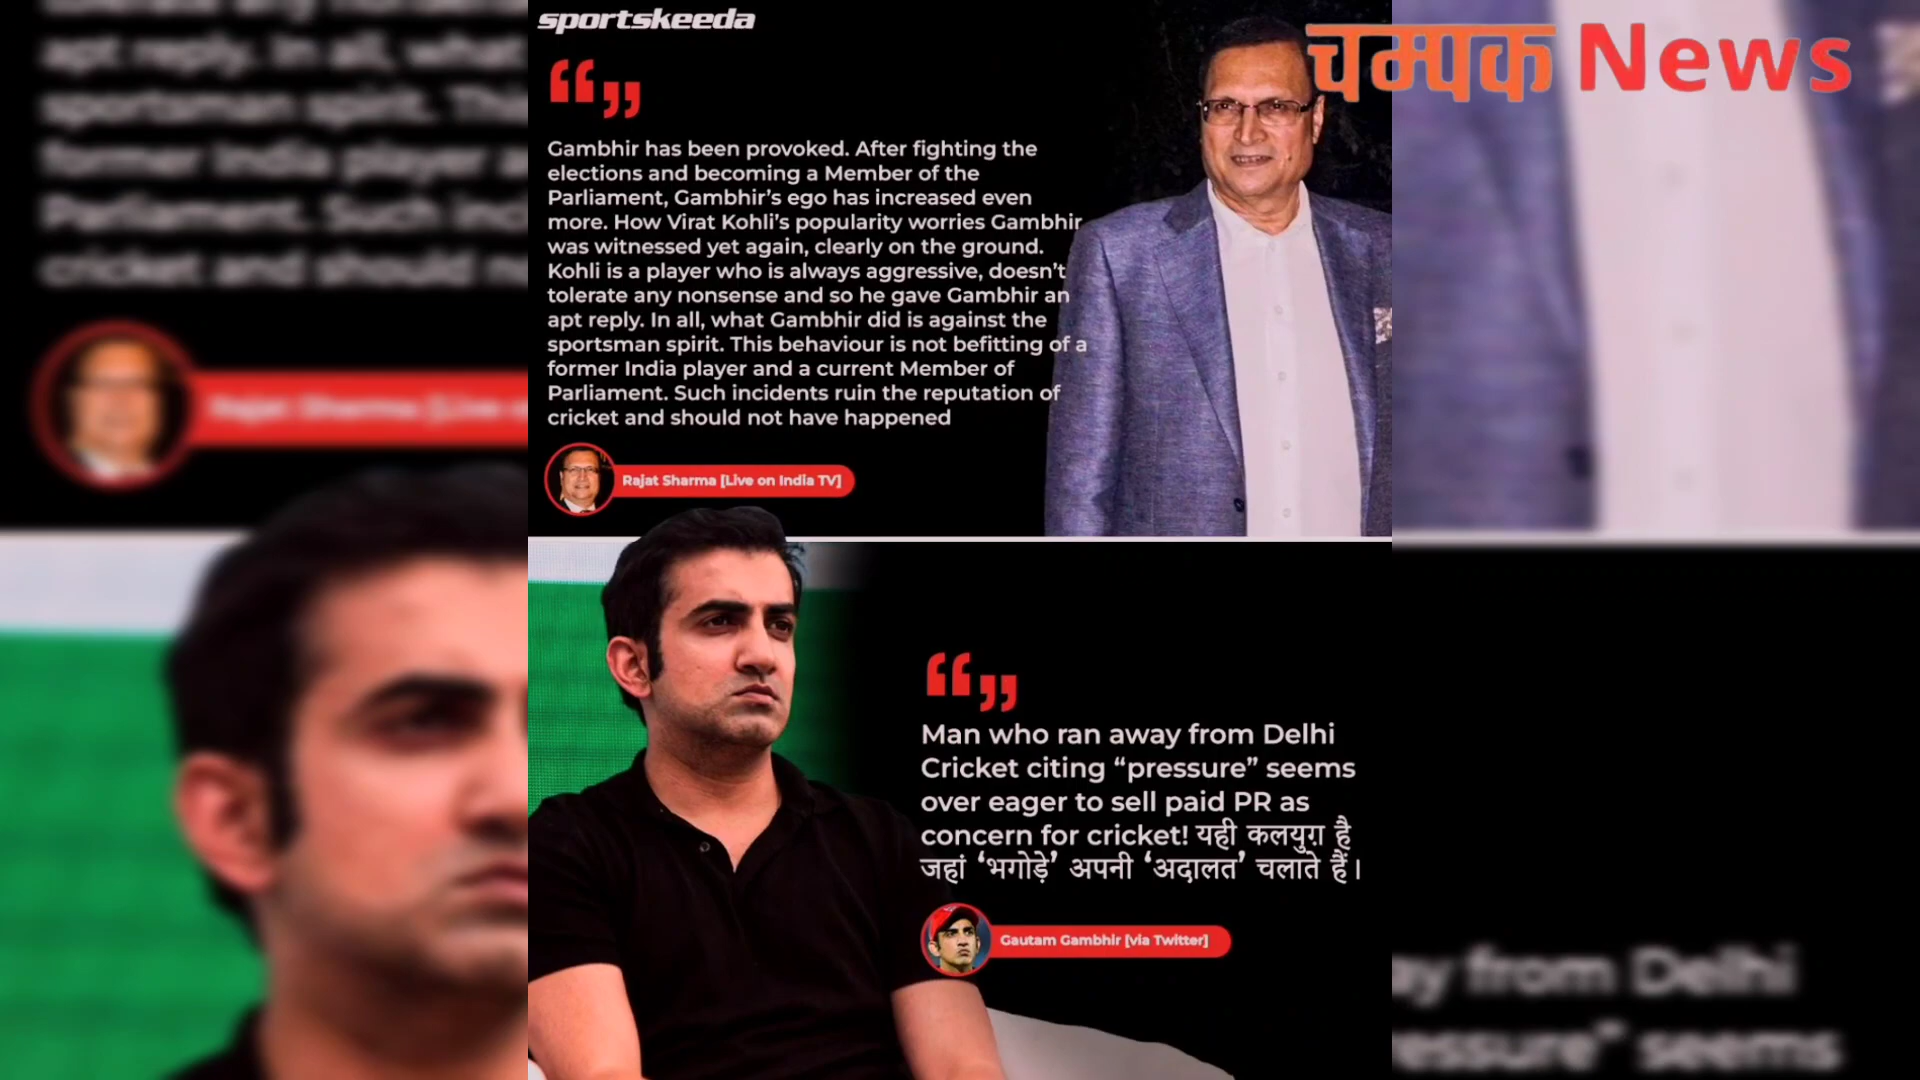 sportskeeda
चम्पक News
Gambhir has been provoked. After fighting the
elections and becoming a Member of the
Parliament, Gambhir’s ego has increased even
more. How Virat Kohli’s popularity worries Gambhir
was witnessed yet again, clearly on the ground.
Kohli is a player who is always aggressive, doesn’t
tolerate any nonsense and so he gave Gambhir an
apt reply. In all, what Gambhir did is against the
sportsman spirit. This behaviour is not befitting of a
former India player and a current Member of
Parliament. Such incidents ruin the reputation of
cricket and should not have happened
Rajat Sharma [Live on India TV]
Man who ran away from Delhi
Cricket citing “pressure” seems
over eager to sell paid PR as
concern for cricket! यही कलयुग़ है
जहां ‘भगोड़े’ अपनी ‘अदालत’ चलाते हैं।
Gautam Gambhir [via Twitter]